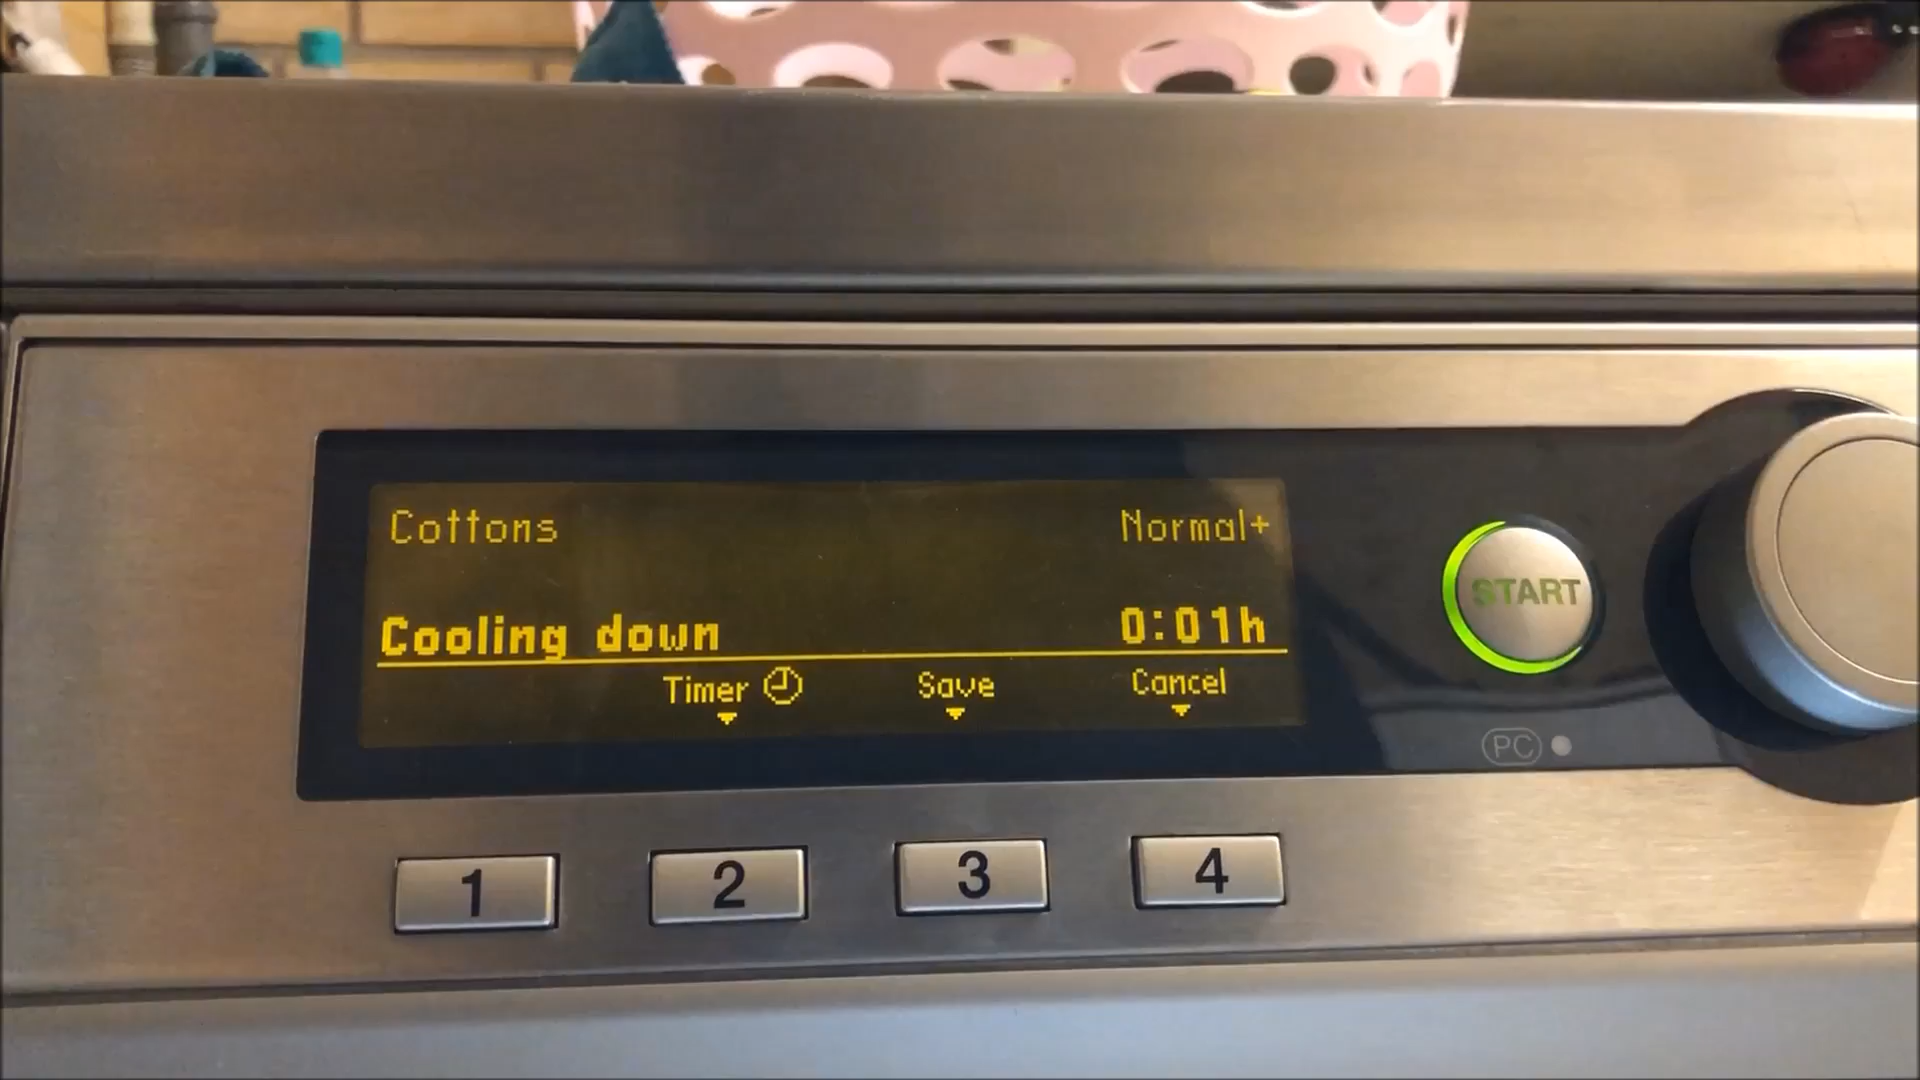 Cottons Normal+
Cooling down 0:01h
Timer Save Cancel
START
PC
1 2 3 4